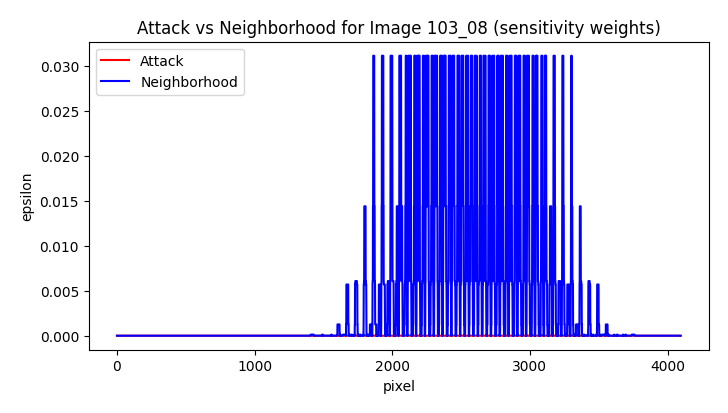 Attack vs Neighborhood for Image 103_08 (sensitivity weights)
Attack
Neighborhood
0.030
0.025
0.020
0.015
0.010
0.005
0.000
epsilon
0
1000
2000
3000
4000
pixel